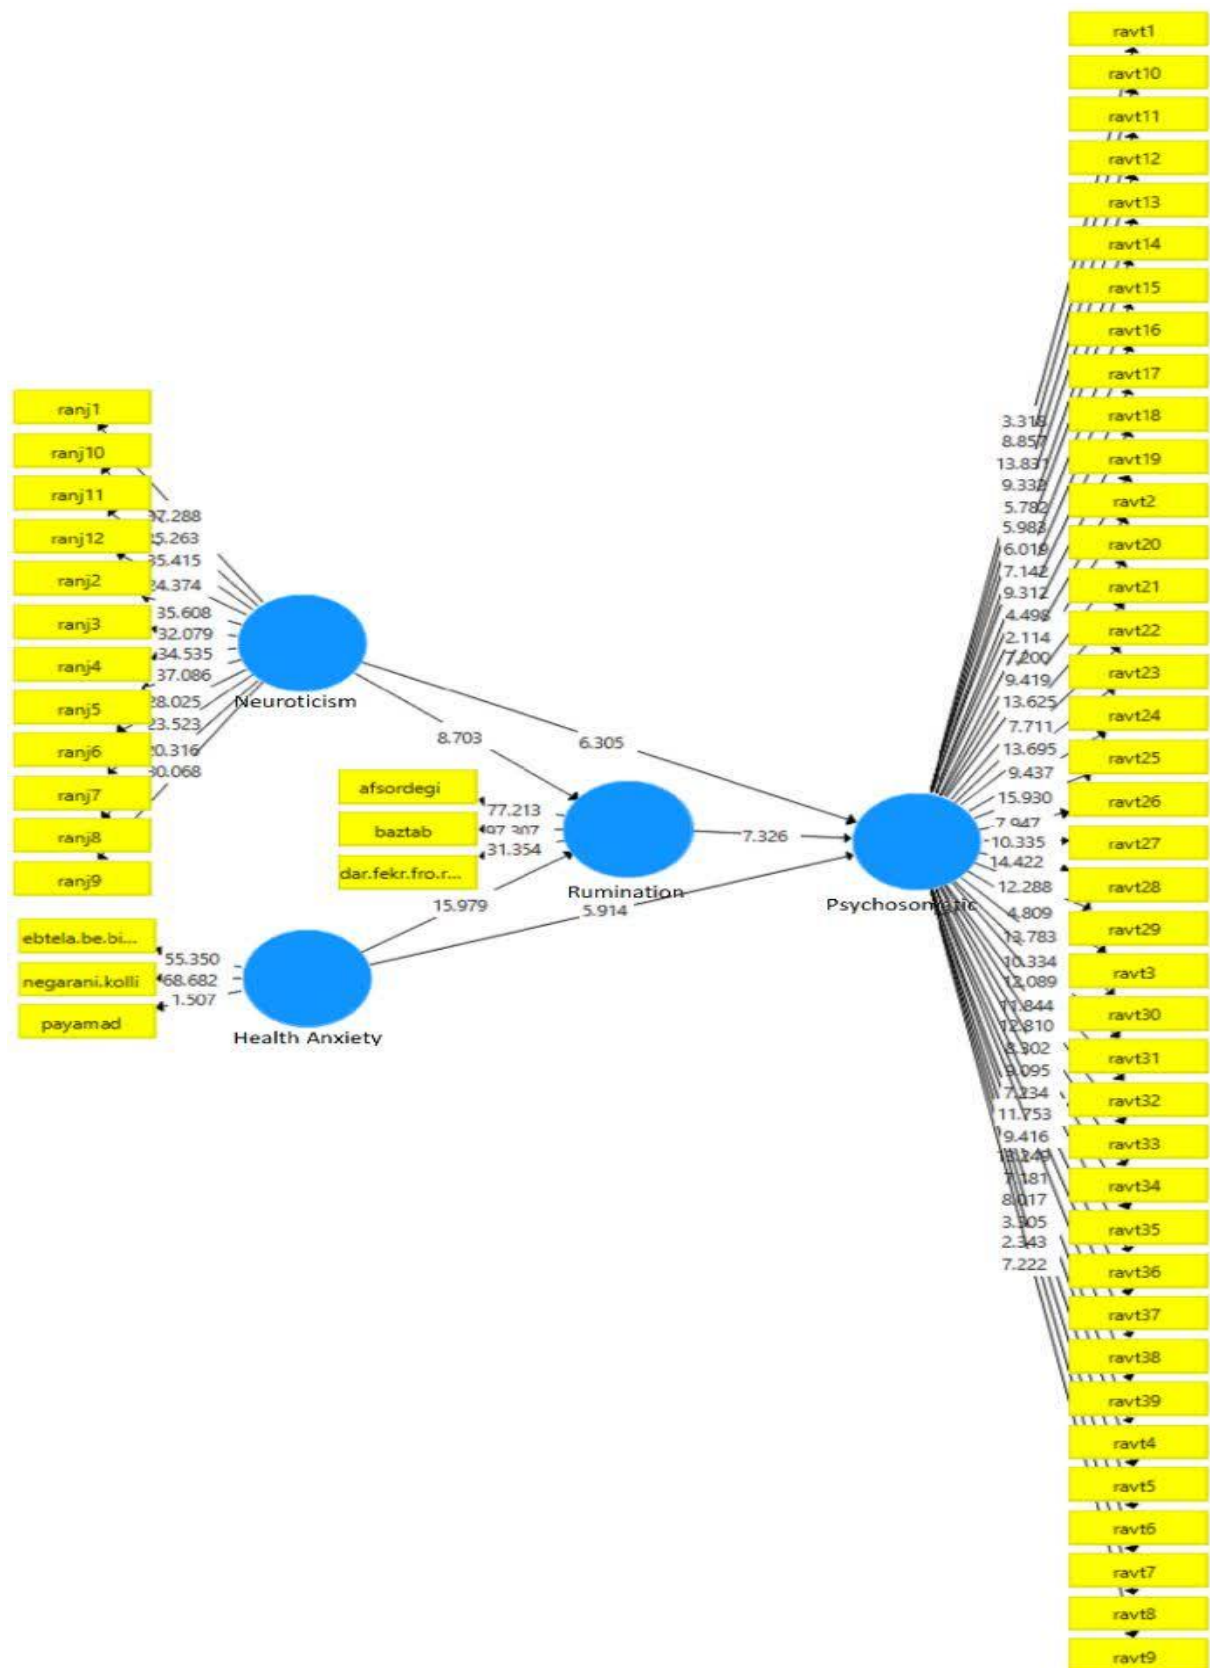 ravt1
ravt10
ravt11
ravt12
ravt13
ravt14
ravt15
ravt16
ravt17
ravt18
ravt19
ravt2
ravt20
ravt21
ravt22
ravt23
ravt24
ravt25
ravt26
ravt27
ravt28
ravt29
ravt3
ravt30
ravt31
ravt32
ravt33
ravt34
ravt35
ravt36
ravt37
ravt38
ravt39
ravt4
ravt5
ravt6
ravt7
ravt8
ravt9
3.318
8.857
13.831
9.332
5.782
5.983
6.019
7.142
9.312
4.498
2.114
7.200
9.419
13.625
7.711
13.695
9.437
15.930
7.947
10.335
14.422
12.288
4.809
13.783
10.334
12.089
11.844
12.810
8.302
9.095
7.234
11.753
9.416
7.181
8.017
3.305
2.343
7.222
ranj1
ranj10
ranj11
ranj12
ranj2
ranj3
ranj4
ranj5
ranj6
ranj7
ranj8
ranj9
35.415
24.374
35.608
32.079
34.535
37.086
28.025
23.523
Neuroticism
8.703
6.305
afsordegi
baztab
dar.fekr.fro.r...
77.213
97.307
31.354
Rumination
7.326
Psychosomatic
15.979
5.914
ebtela.be.bi...
negarani.kolli
payamad
55.350
68.682
1.507
Health Anxiety